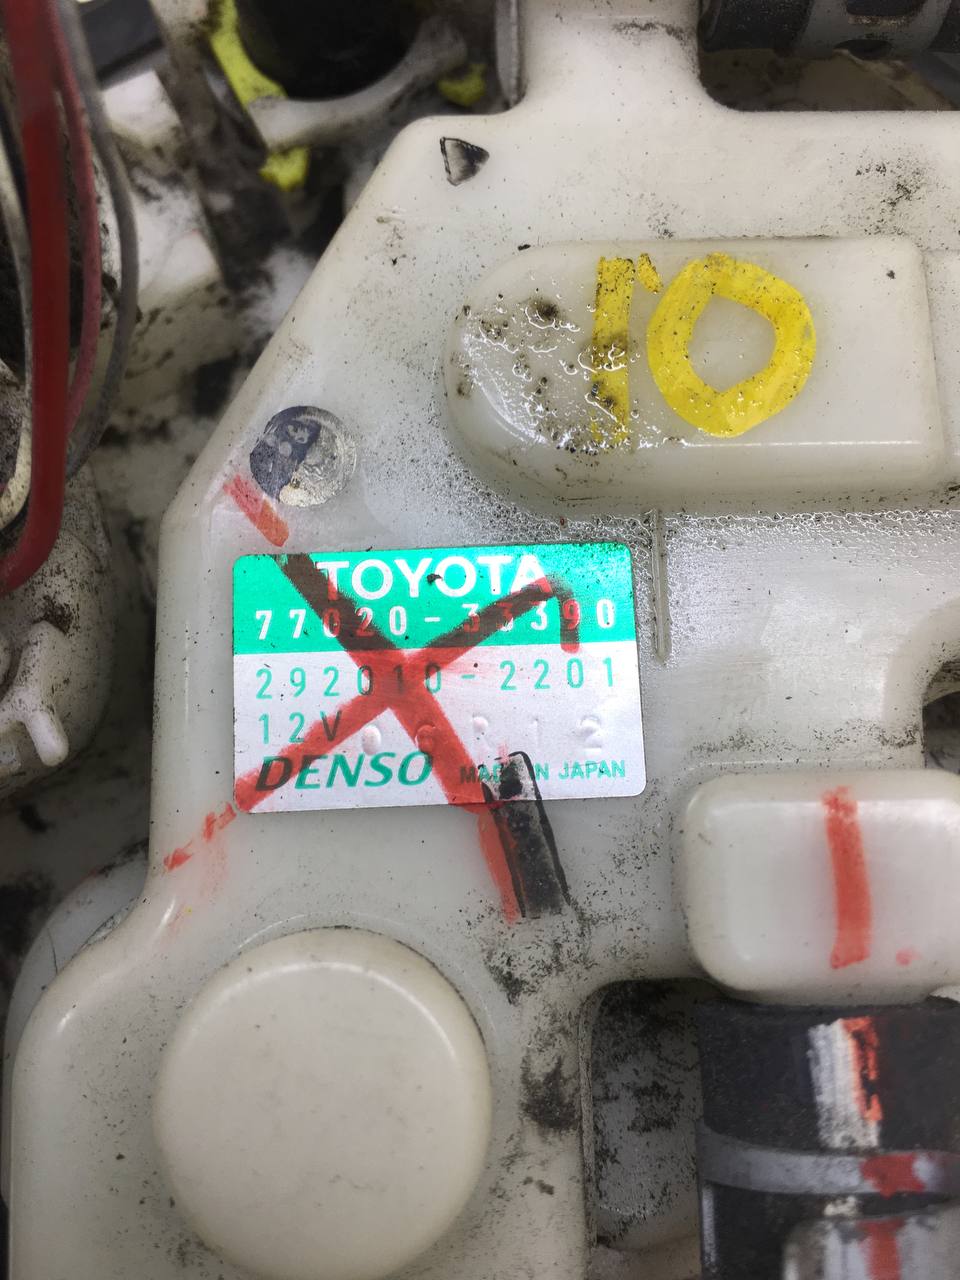 10
TOYOTA
77020-33390
292010-2201
12V
DENSO MADE IN JAPAN